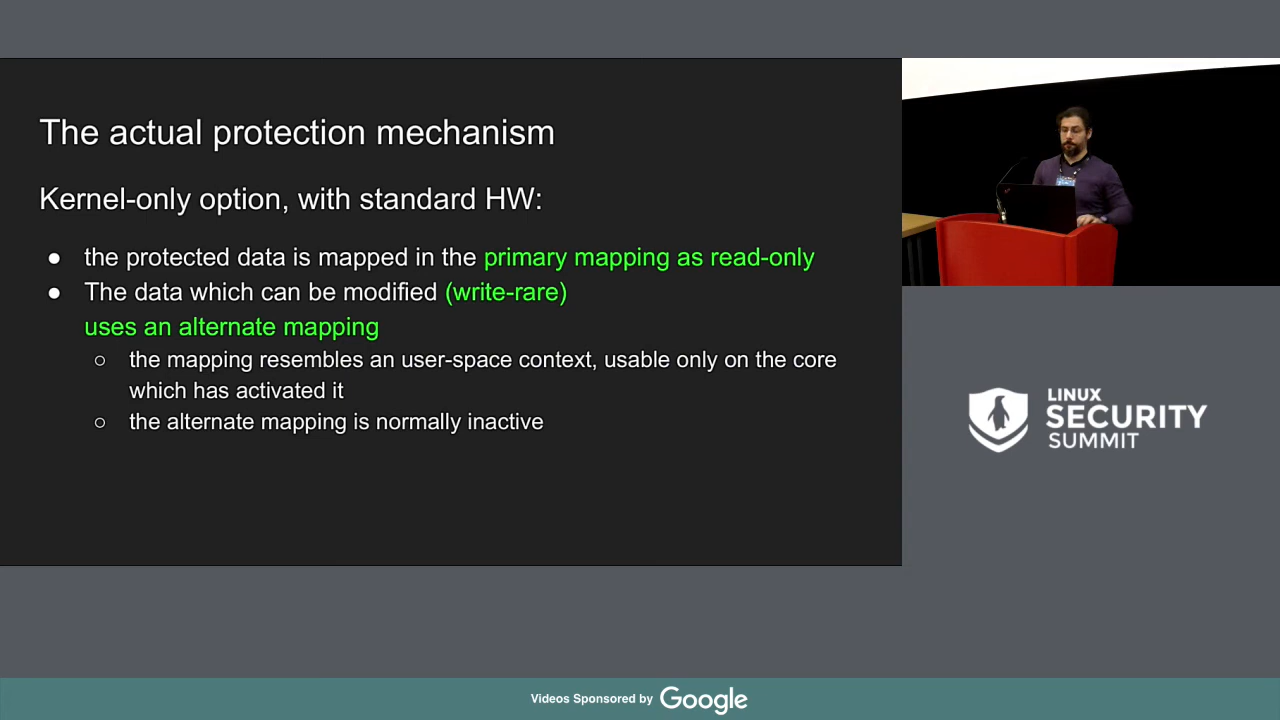 The actual protection mechanism
Kernel-only option, with standard HW:
● the protected data is mapped in the primary mapping as read-only
● The data which can be modified (write-rare)
uses an alternate mapping
○ the mapping resembles an user-space context, usable only on the core
which has activated it
○ the alternate mapping is normally inactive
LINUX
SECURITY
SUMMIT
Videos Sponsored by Google